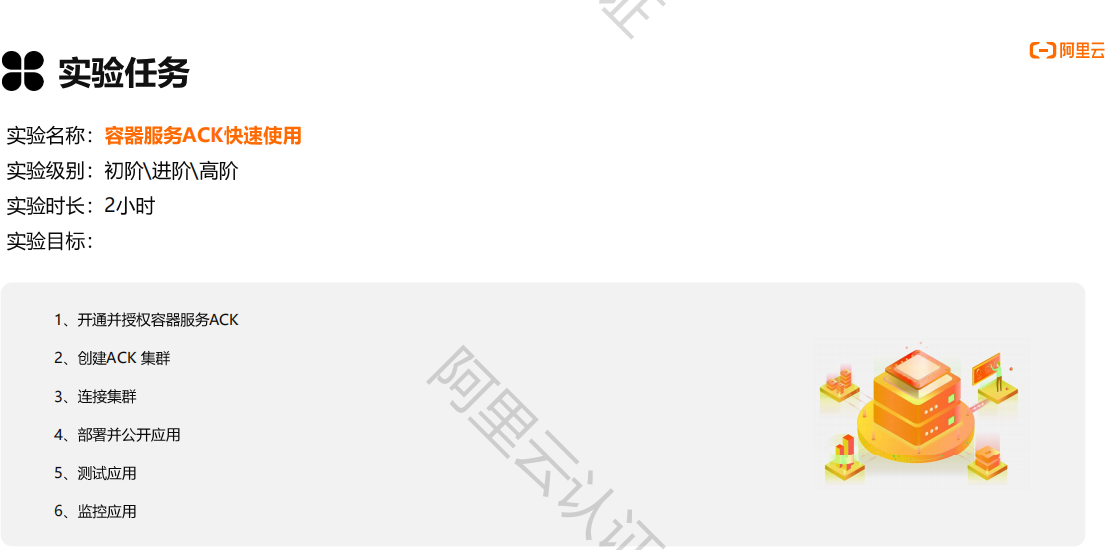 证
阿里云
实验任务
实验名称：容器服务ACK快速使用
实验级别：初阶\进阶\高阶
实验时长：2小时
实验目标：
1、开通并授权容器服务ACK
2、创建ACK 集群
3、连接集群
4、部署并公开应用
5、测试应用
6、监控应用
阿里云认证